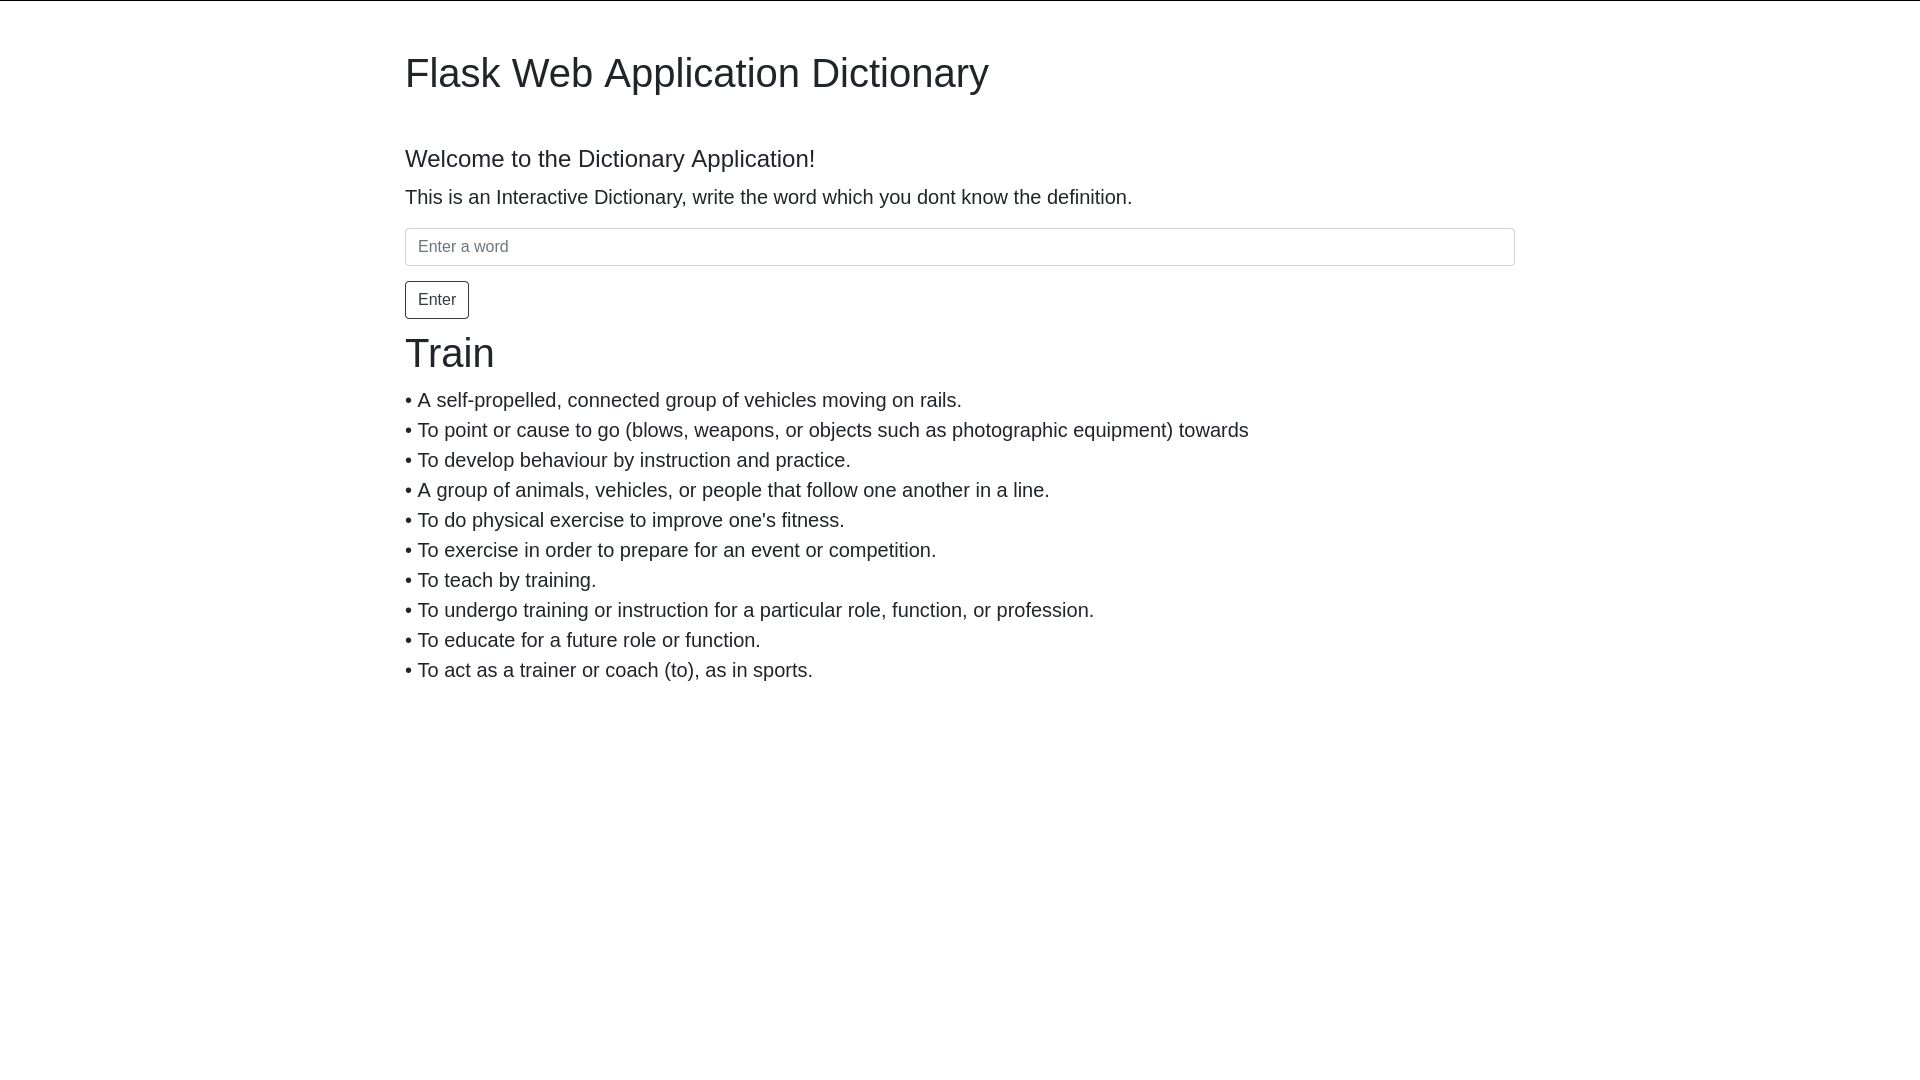 Flask Web Application Dictionary
Welcome to the Dictionary Application!
This is an Interactive Dictionary, write the word which you dont know the definition.
Enter a word
Enter
Train
• A self-propelled, connected group of vehicles moving on rails.
• To point or cause to go (blows, weapons, or objects such as photographic equipment) towards
• To develop behaviour by instruction and practice.
• A group of animals, vehicles, or people that follow one another in a line.
• To do physical exercise to improve one's fitness.
• To exercise in order to prepare for an event or competition.
• To teach by training.
• To undergo training or instruction for a particular role, function, or profession.
• To educate for a future role or function.
• To act as a trainer or coach (to), as in sports.